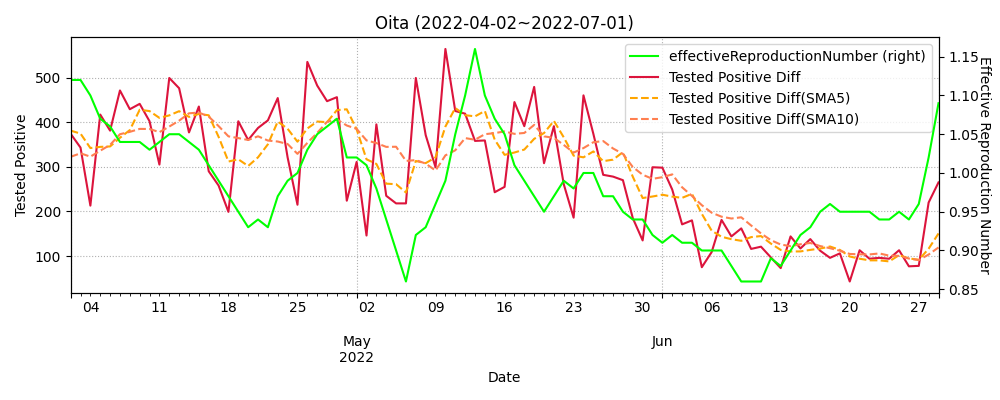 Oita (2022-04-02~2022-07-01)
effectiveReproductionNumber (right)
Tested Positive Diff
Tested Positive Diff(SMA5)
Tested Positive Diff(SMA10)
Tested Positive
500
400
300
200
100
1.15
1.10
1.05
1.00
0.95
0.90
0.85
Effective Reproduction Number
04 11 18 25 02 09 16 23 30 06 13 20 27
May Jun
2022
Date